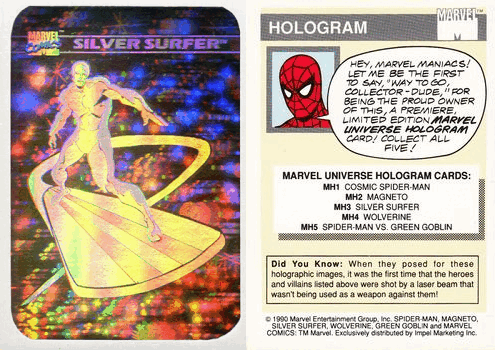 MARVEL
COMICS
SILVER SURFER™
HOLOGRAM
MARVEL™
HEY, MARVEL MANIACS!
LET ME BE THE FIRST
TO SAY, "WAY TO GO,
COLLECTOR-DUDE," FOR
BEING THE PROUD OWNER
OF THIS, A PREMIERE,
LIMITED EDITION MARVEL
UNIVERSE HOLOGRAM
CARD! COLLECT ALL
FIVE!
MARVEL UNIVERSE HOLOGRAM CARDS:
MH1 COSMIC SPIDER-MAN
MH2 MAGNETO
MH3 SILVER SURFER
MH4 WOLVERINE
MH5 SPIDER-MAN VS. GREEN GOBLIN
Did You Know: When they posed for these
holographic images, it was the first time that the heroes
and villains listed above were shot by a laser beam that
wasn't being used as a weapon against them!
© 1990 Marvel Entertainment Group, Inc. SPIDER-MAN, MAGNETO,
SILVER SURFER, WOLVERINE, GREEN GOBLIN and MARVEL
COMICS: TM Marvel. Exclusively distributed by Impel Marketing Inc.